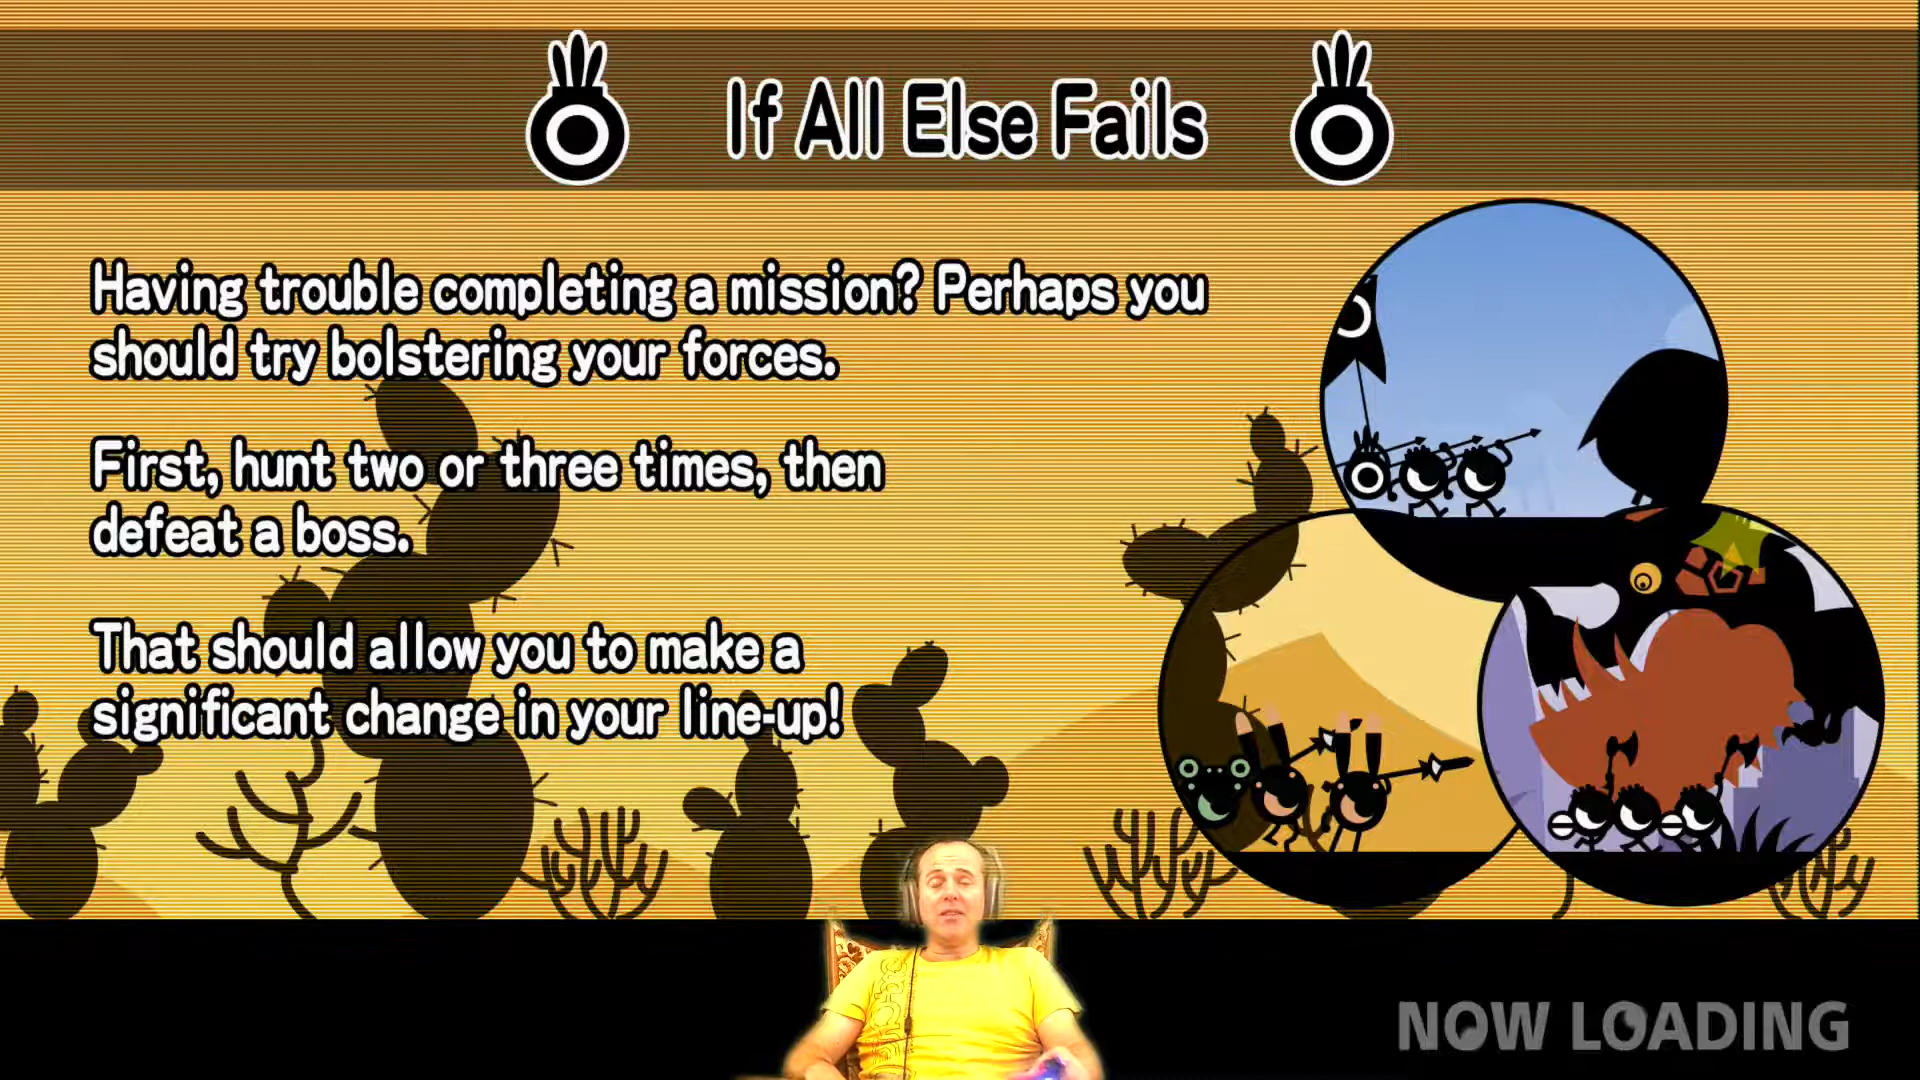 If All Else Fails
Having trouble completing a mission? Perhaps you
should try bolstering your forces.
First, hunt two or three times, then
defeat a boss.
That should allow you to make a
significant change in your line-up!
NOW LOADING